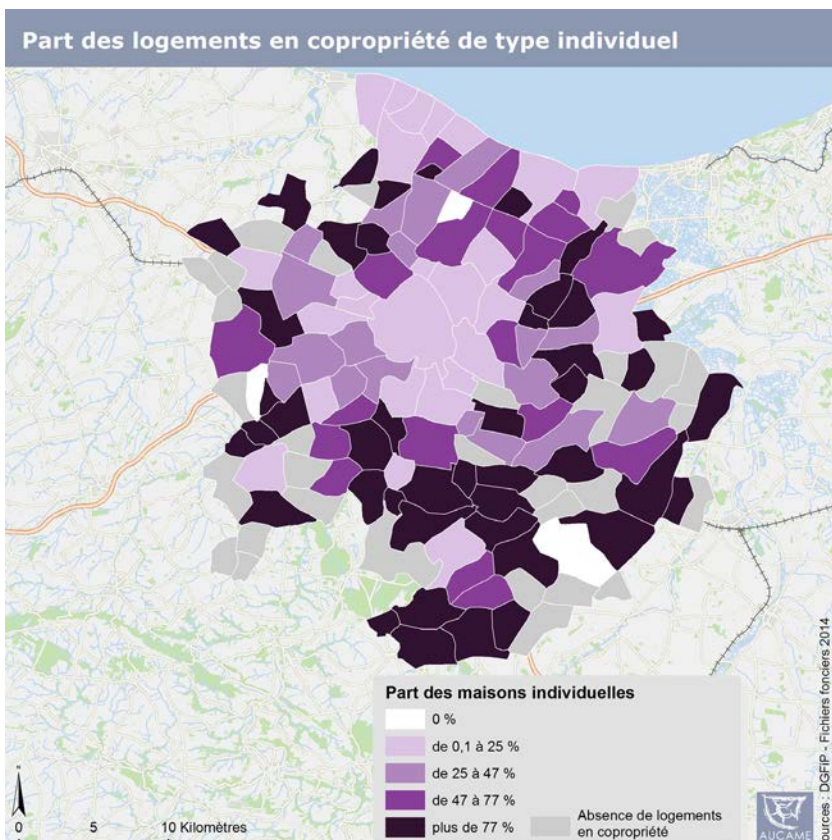 Part des logements en copropriété de type individuel
Part des maisons individuelles
0 %
de 0,1 à 25 %
de 25 à 47 %
de 47 à 77 %
plus de 77 %
Absence de logements
en copropriété
0 5 10 Kilomètres
AUCAME
ources : DGFiP - Fichiers fonciers 2014